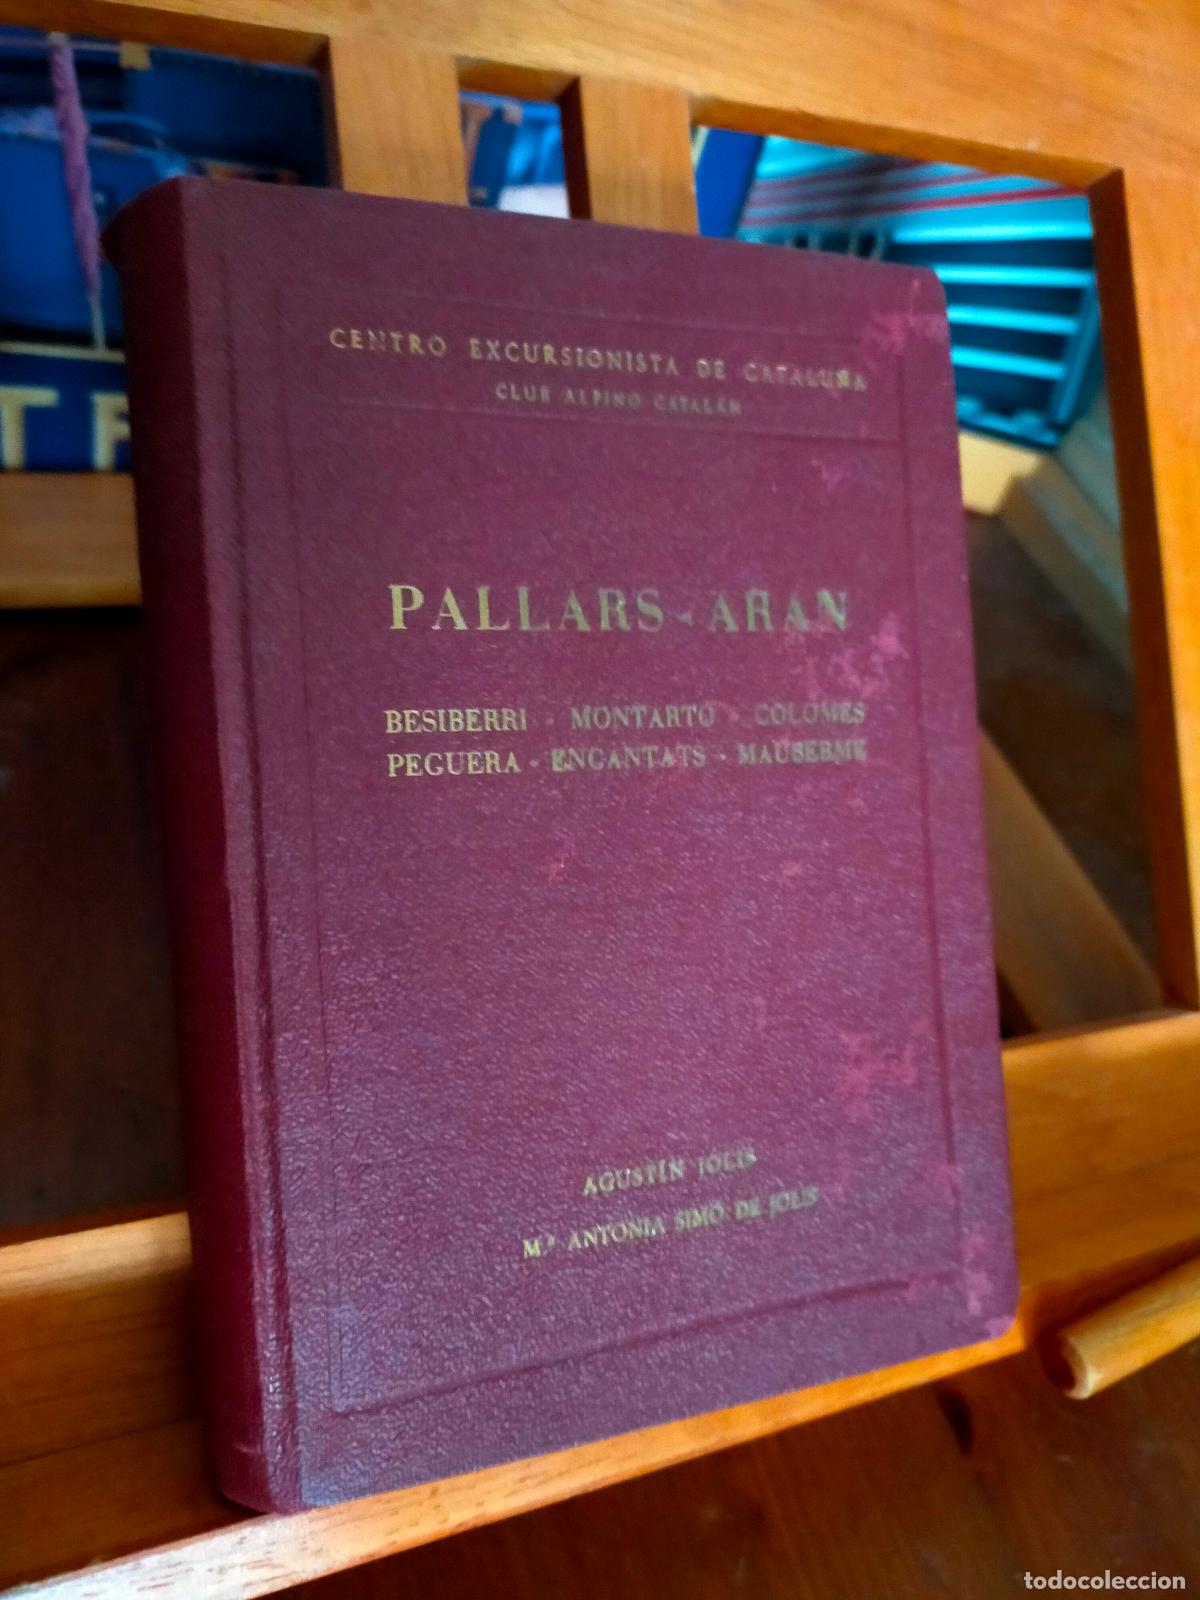 CENTRO EXCURSIONISTA DE CATALUÑA
CLUB ALPINO CATALÁN
PALLARS - ARAN
BESIBERRI - MONTARTO - COLOMES
PEGUERA - ENCANTATS - MAUBERME
AGUSTÍN JOLIS
M.ª ANTONIA SIMÓ DE JOLIS
todocoleccion